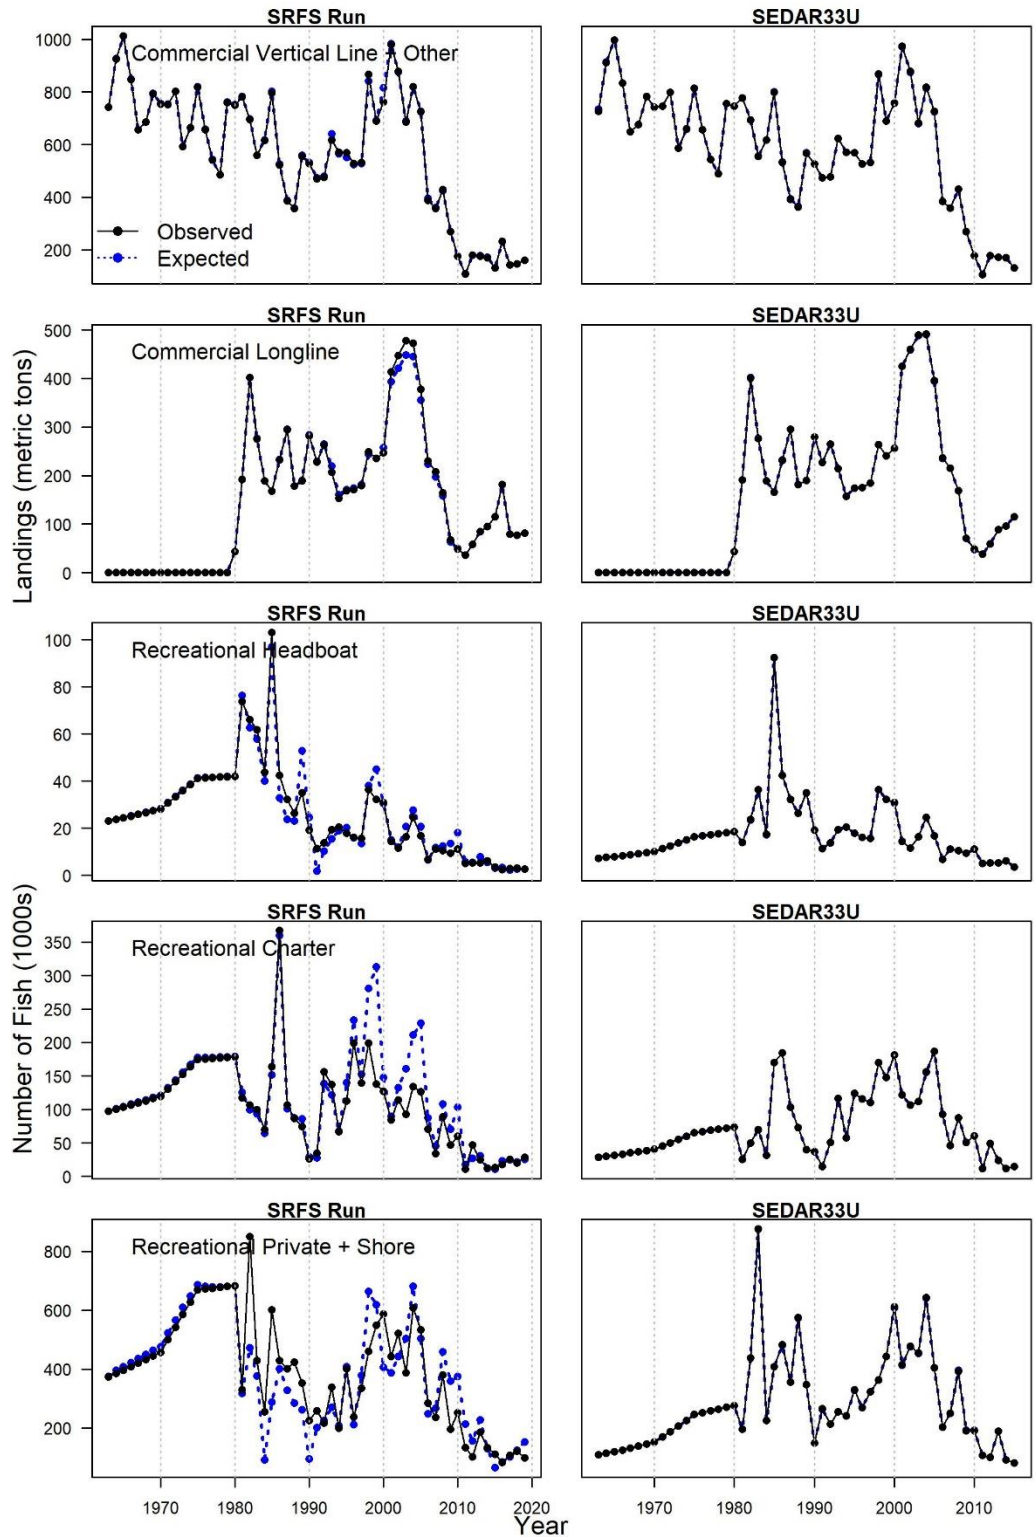 SRFS Run SEDAR33U
Commercial Vertical Line + Other
1000
800
600
400
200
Observed
Expected
SRFS Run SEDAR33U
Commercial Longline
500
400
300
200
100
0
Landings (metric tons)
SRFS Run SEDAR33U
Recreational Headboat
100
80
60
40
20
0
SRFS Run SEDAR33U
Recreational Charter
350
300
250
200
150
100
50
0
Number of Fish (1000s)
SRFS Run SEDAR33U
Recreational Private + Shore
800
600
400
200
1970 1980 1990 2000 2010 2020 1970 1980 1990 2000 2010
Year